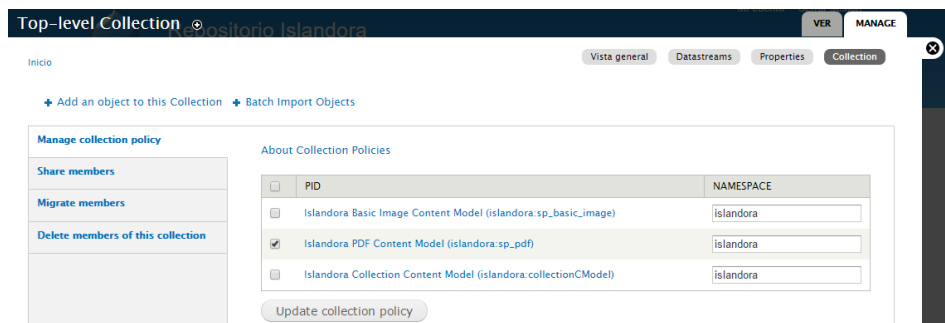 Top-level Collection
Repositorio Islandora
VER
MANAGE
Inicio
Vista general
Datastreams
Properties
Collection
+ Add an object to this Collection + Batch Import Objects
Manage collection policy
Share members
Migrate members
Delete members of this collection
About Collection Policies
PID NAMESPACE
Islandora Basic Image Content Model (islandora:sp_basic_image) islandora
Islandora PDF Content Model (islandora:sp_pdf) islandora
Islandora Collection Content Model (islandora:collectionCModel) islandora
Update collection policy